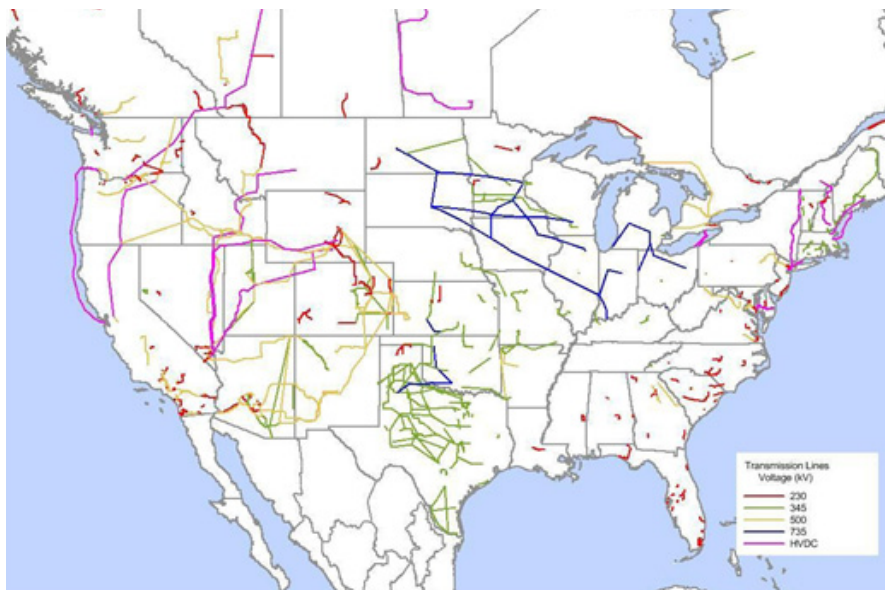 Transmission Lines
Voltage (kV)
230
345
500
735
HVDC